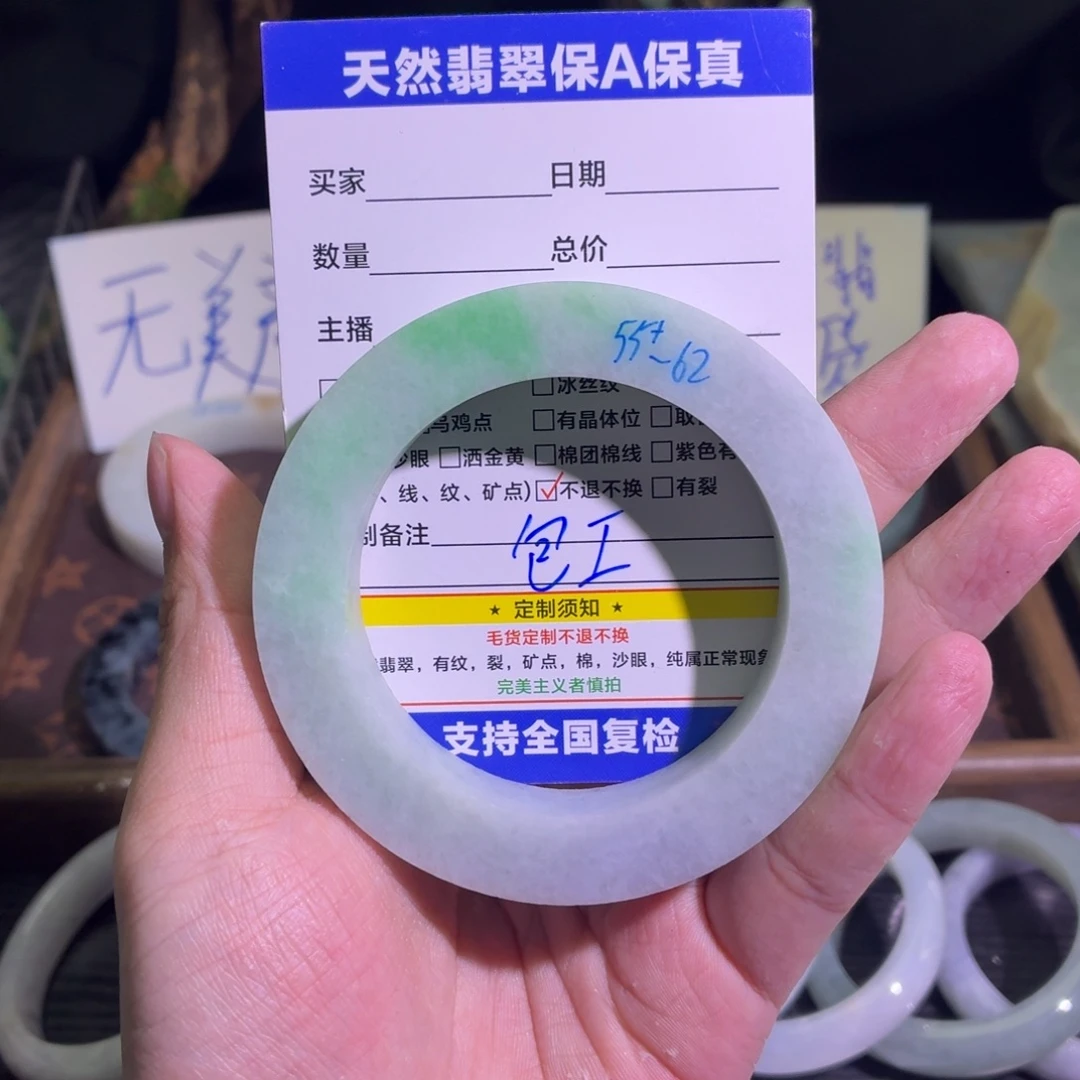 天然翡翠保A保真
买家 日期
数量 总价
主播
无美
55+~62
冰丝纹
乌鸡点 □有晶体位 □取
沙眼 □洒金黄 □棉团棉线 □紫色有
、线、纹、矿点) ☑不退不换 □有裂
制备注 包工
★ 定制须知 ★
毛货定制不退不换
翡翠，有纹，裂，矿点，棉，沙眼，纯属正常现象
完美主义者慎拍
支持全国复检